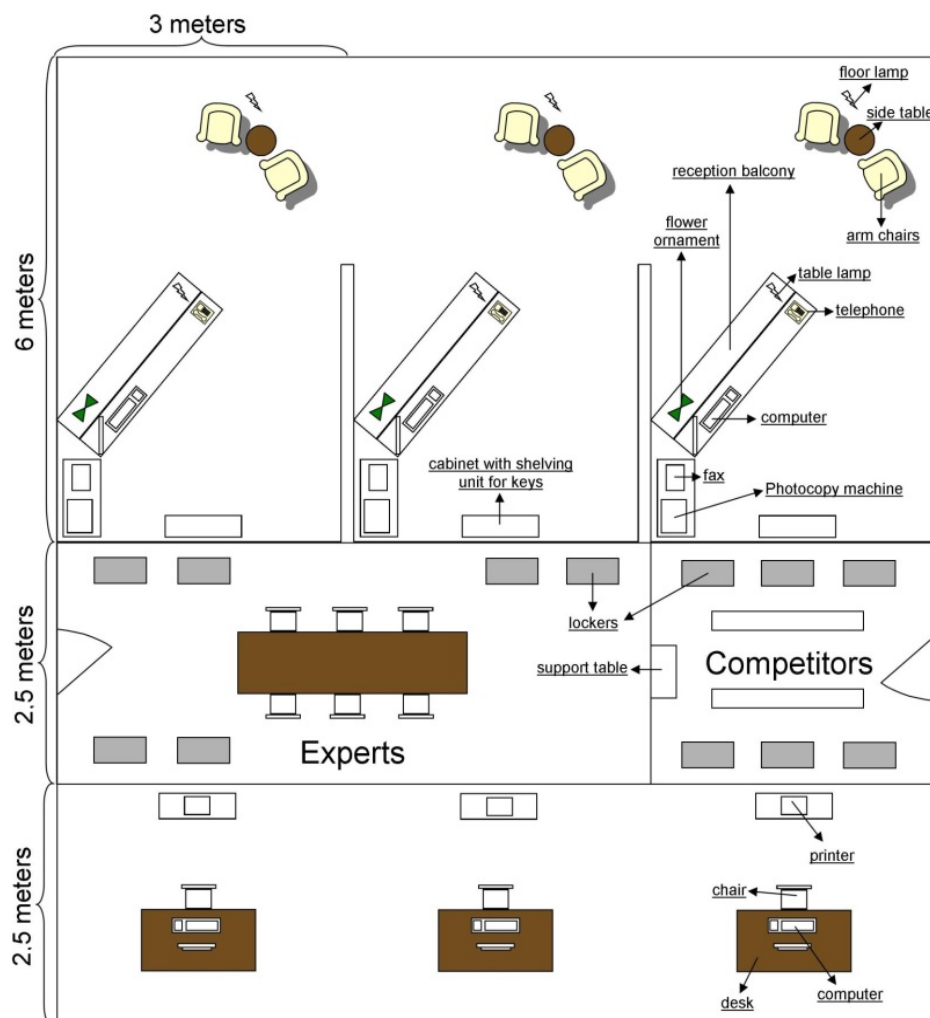 3 meters
floor lamp
side table
reception balcony
flower
ornament
arm chairs
table lamp
telephone
6 meters
computer
cabinet with shelving
unit for keys
fax
Photocopy machine
2.5 meters
lockers
support table
Competitors
Experts
2.5 meters
printer
chair
desk
computer